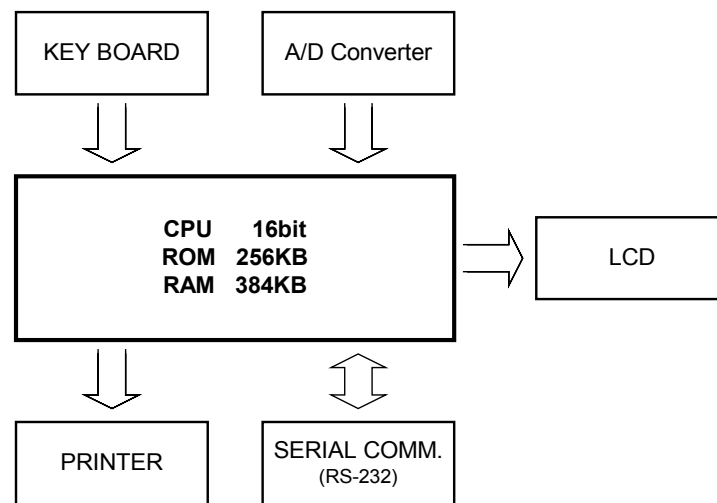 KEY BOARD
A/D Converter
CPU 16bit
ROM 256KB
RAM 384KB
LCD
PRINTER
SERIAL COMM.
(RS-232)